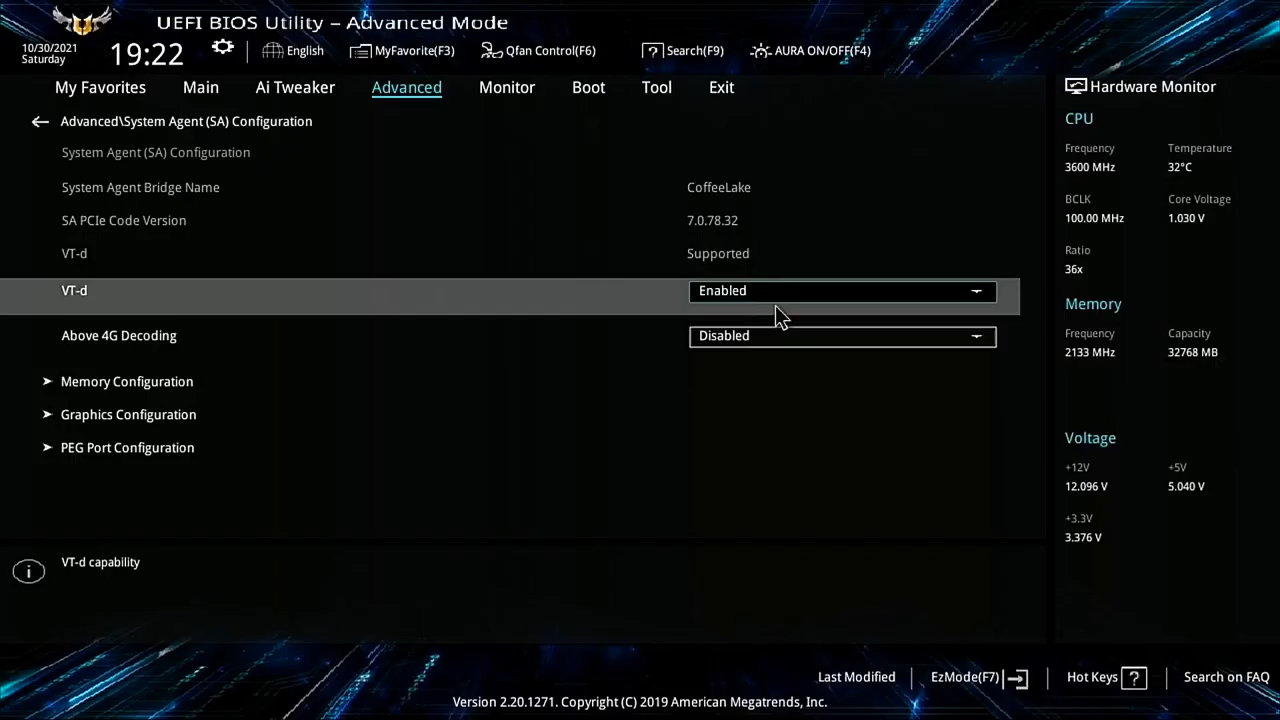 UEFI BIOS Utility – Advanced Mode
10/30/2021
Saturday
19:22
English
MyFavorite(F3)
Qfan Control(F6)
Search(F9)
AURA ON/OFF(F4)
My Favorites
Main
Ai Tweaker
Advanced
Monitor
Boot
Tool
Exit
Advanced\System Agent (SA) Configuration
System Agent (SA) Configuration
System Agent Bridge Name
CoffeeLake
SA PCIe Code Version
7.0.78.32
VT-d
Supported
VT-d
Enabled
Above 4G Decoding
Disabled
Memory Configuration
Graphics Configuration
PEG Port Configuration
VT-d capability
Hardware Monitor
CPU
Frequency
Temperature
3600 MHz
32°C
BCLK
Core Voltage
100.00 MHz
1.030 V
Ratio
36x
Memory
Frequency
Capacity
2133 MHz
32768 MB
Voltage
+12V
+5V
12.096 V
5.040 V
+3.3V
3.376 V
Last Modified
EzMode(F7)
Hot Keys ?
Search on FAQ
Version 2.20.1271. Copyright (C) 2019 American Megatrends, Inc.